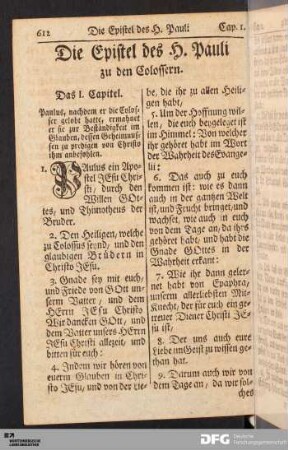 612
Die Epistel des H. Pauli
Cap. 1.
Die Epistel des H. Pauli
zu den Colossern.
Das 1. Capitel.
Paulus, nachdem er die Colos-
ser gelobt hatte, ermahnet
er sie zur Beständigkeit im
Glauben, dessen Geheimnus-
sen zu predigen von Christo
ihm anbefohlen.
1. PAulus ein Apo-
stel JEsu Chri-
sti, durch den
Willen GOt-
tes, und Thimotheus der
Bruder.
2. Den Heiligen, welche
zu Colossus seynd, und den
glaubigen Brüdern in
Christo JEsu.
3. Gnade sey mit euch,
und Friede von GOtt un-
serm Vatter, und dem
HErrn JEsu Christo.
Wir dancken GOtt, und
dem Vatter unsers HErrn
JEsu Christi allezeit, und
bitten für euch:
4. Indem wir hören von
euerm Glauben in Chri-
sto JEsu, und von der Lie-
be, die ihr zu allen Heili-
gen habt,
5. Um der Hoffnung wil-
len, die euch beygeleget ist
im Himmel: Von welcher
ihr gehöret habt im Wort
der Wahrheit des Evange-
lii:
6. Das auch zu euch
kommen ist: wie es dann
auch in der gantzen Welt
ist, und Frucht bringet, und
wachset, wie auch in euch
von dem Tage an, da ihrs
gehöret habt, und habt die
Gnade GOttes in der
Wahrheit erkant:
7. Wie ihr dann geler-
net habt von Epaphra,
unserm allerliebsten Mit-
Knecht, der für euch ein
treuer Diener Christi JE-
su ist,
8. Der uns auch eure
Liebe im Geist zu wissen ge-
than hat.
9. Darum auch wir von
dem Tage an, da wir sol-
ches
DFG
Deutsche
Forschungsgemeinschaft